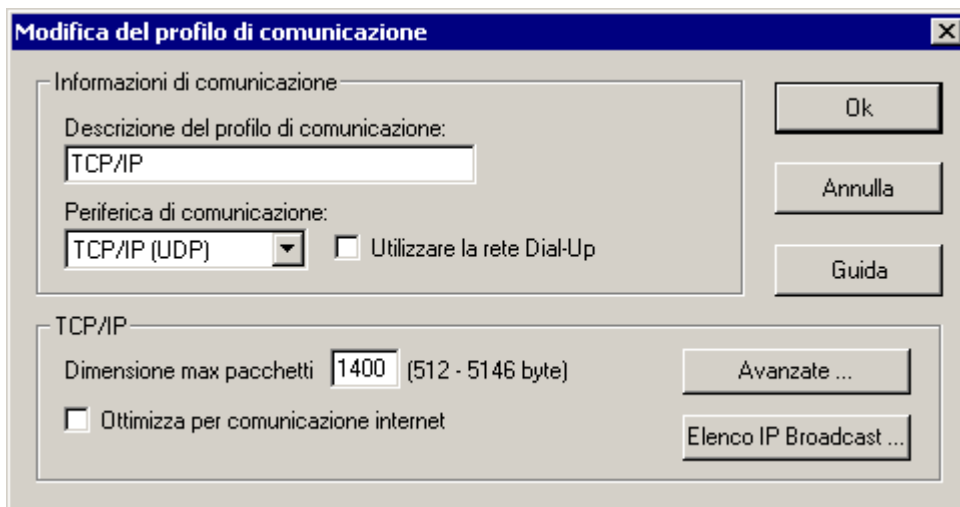 Modifica del profilo di comunicazione
Informazioni di comunicazione
Descrizione del profilo di comunicazione:
TCP/IP
Periferica di comunicazione:
TCP/IP (UDP) Utilizzare la rete Dial-Up
Ok
Annulla
Guida
TCP/IP
Dimensione max pacchetti 1400 (512 - 5146 byte)
Avanzate ...
Ottimizza per comunicazione internet
Elenco IP Broadcast ...